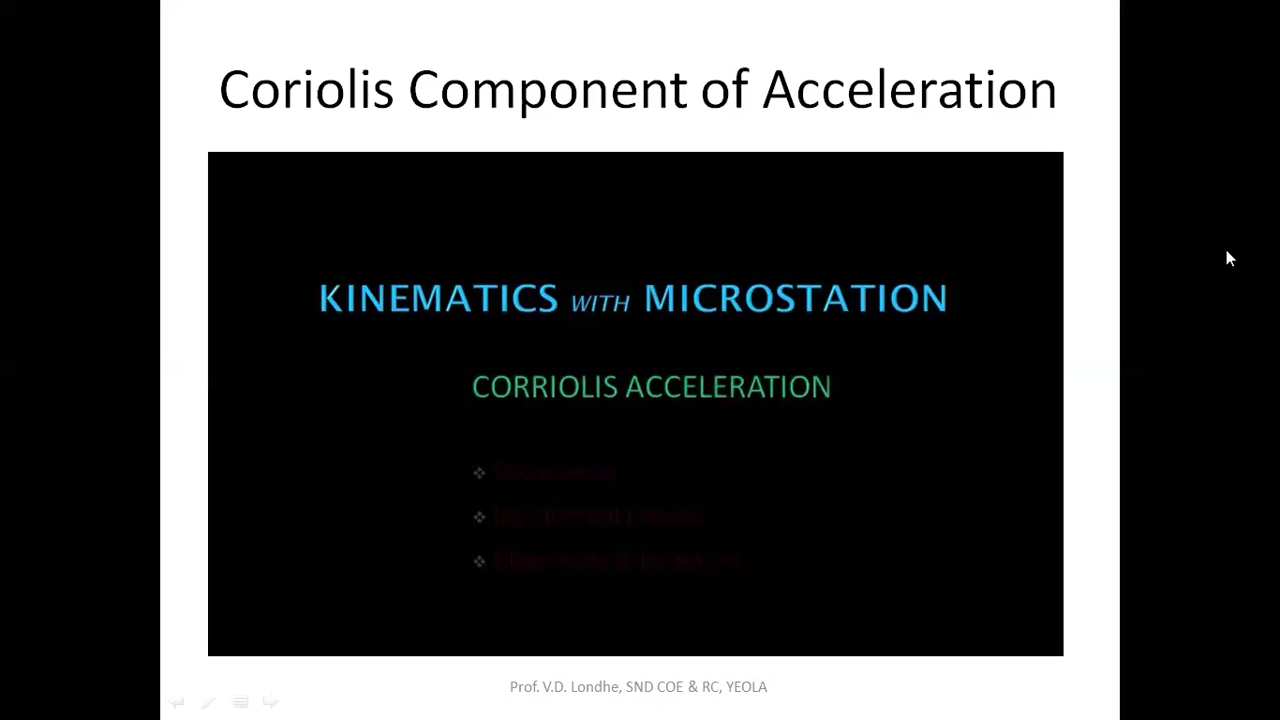 Coriolis Component of Acceleration
KINEMATICS WITH MICROSTATION
CORRIOLIS ACCELERATION
Prof. V.D. Londhe, SND COE & RC, YEOLA